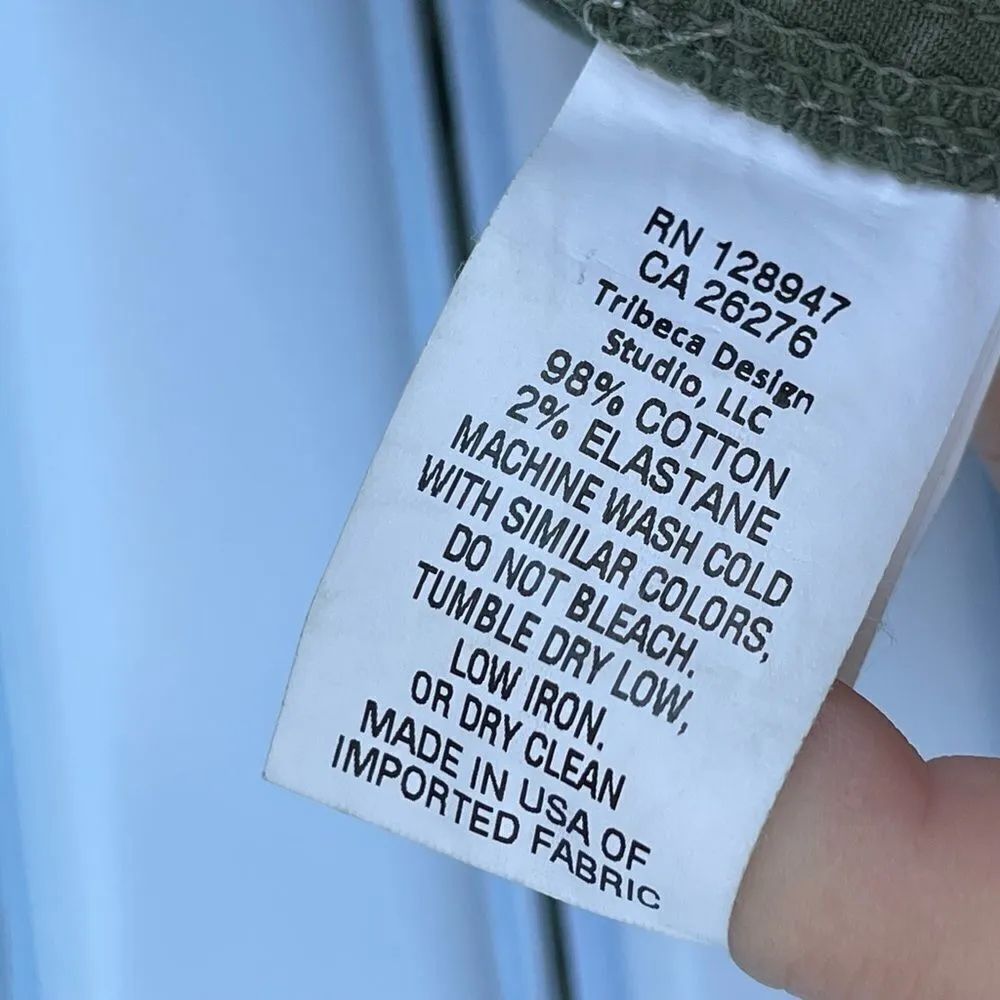 RN 128947
CA 26276
Tribeca Design
Studio, LLC
98% COTTON
2% ELASTANE
MACHINE WASH COLD
WITH SIMILAR COLORS,
DO NOT BLEACH.
TUMBLE DRY LOW,
LOW IRON.
OR DRY CLEAN
MADE IN USA OF
IMPORTED FABRIC